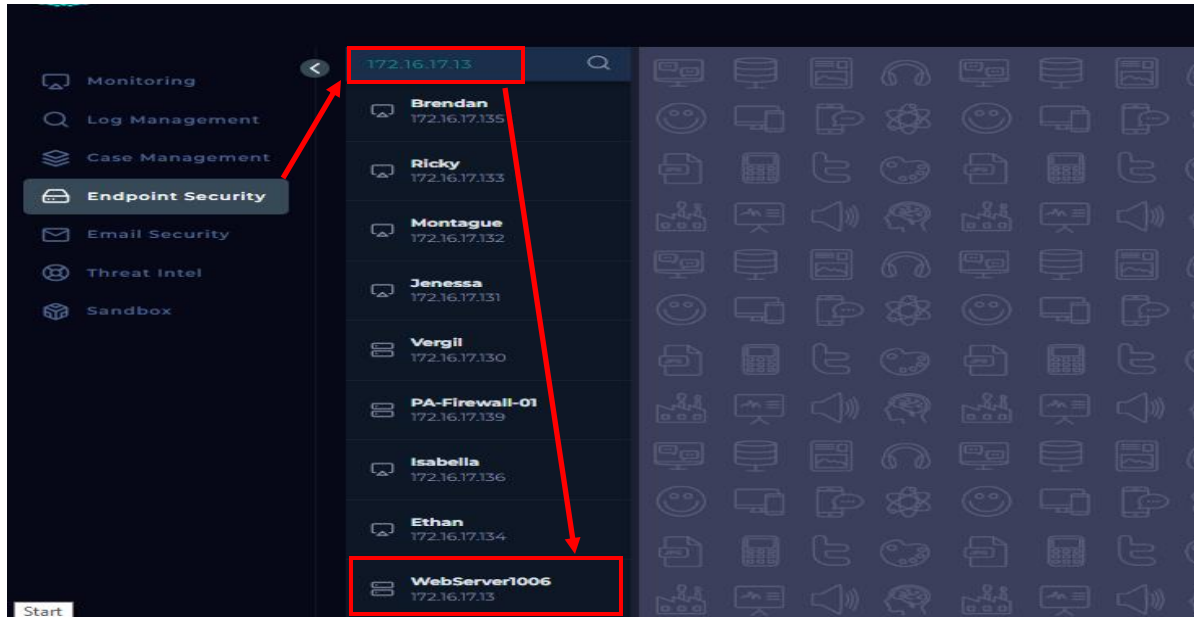 Monitoring
Log Management
Case Management
Endpoint Security
Email Security
Threat Intel
Sandbox
Start
172.16.17.13
Brendan
172.16.17.135
Ricky
172.16.17.133
Montague
172.16.17.132
Jenessa
172.16.17.131
Vergil
172.16.17.130
PA-Firewall-01
172.16.17.139
Isabella
172.16.17.136
Ethan
172.16.17.134
WebServer1006
172.16.17.13